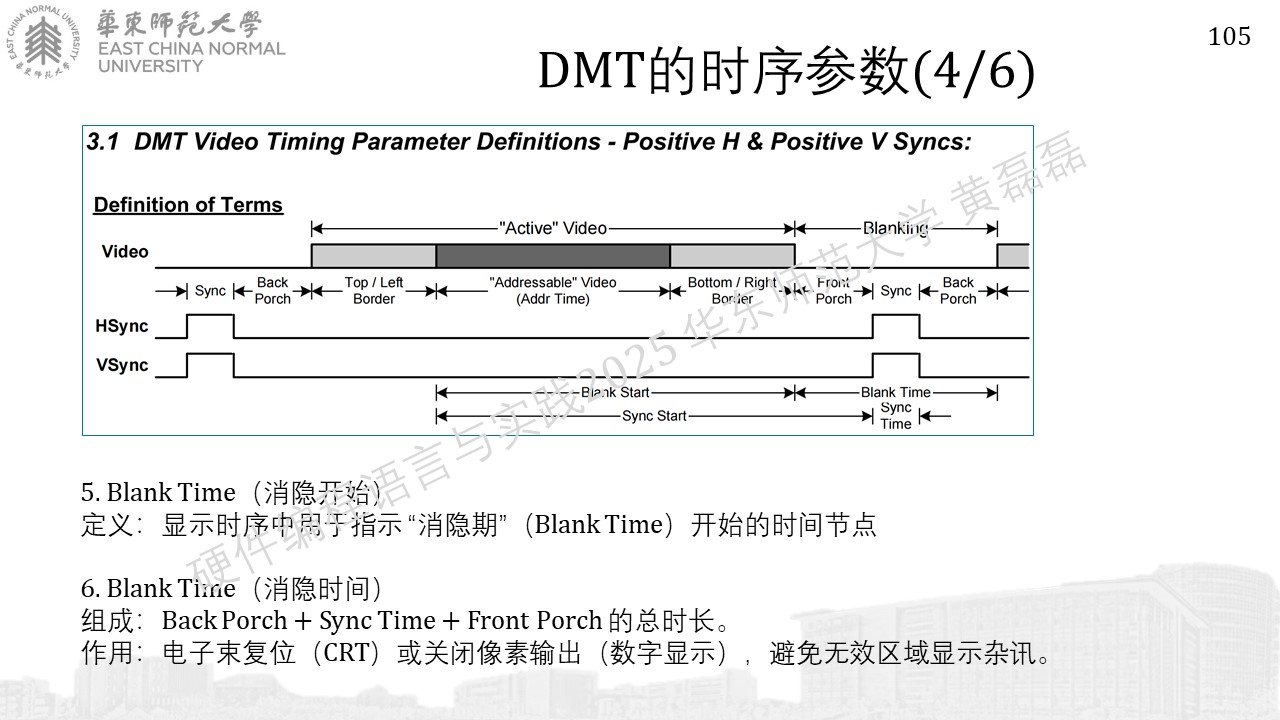 華東師范大學
EAST CHINA NORMAL
UNIVERSITY
EAST CHINA NORMAL UNIVERSITY
華東師范大學
105
DMT的时序参数(4/6)
3.1 DMT Video Timing Parameter Definitions - Positive H & Positive V Syncs:
Definition of Terms
"Active" Video
Blanking
Video
Sync
Back
Porch
Top / Left
Border
"Addressable" Video
(Addr Time)
Bottom / Right
Border
Front
Porch
Sync
Back
Porch
HSync
VSync
Blank Start
Blank Time
Sync Start
Sync
Time
5. Blank Time（消隐开始）
定义：显示时序中用于指示“消隐期”（Blank Time）开始的时间节点
6. Blank Time（消隐时间）
组成：Back Porch + Sync Time + Front Porch 的总时长。
作用：电子束复位（CRT）或关闭像素输出（数字显示），避免无效区域显示杂讯。
硬件编程语言与实践2025 华东师范大学 黄磊磊